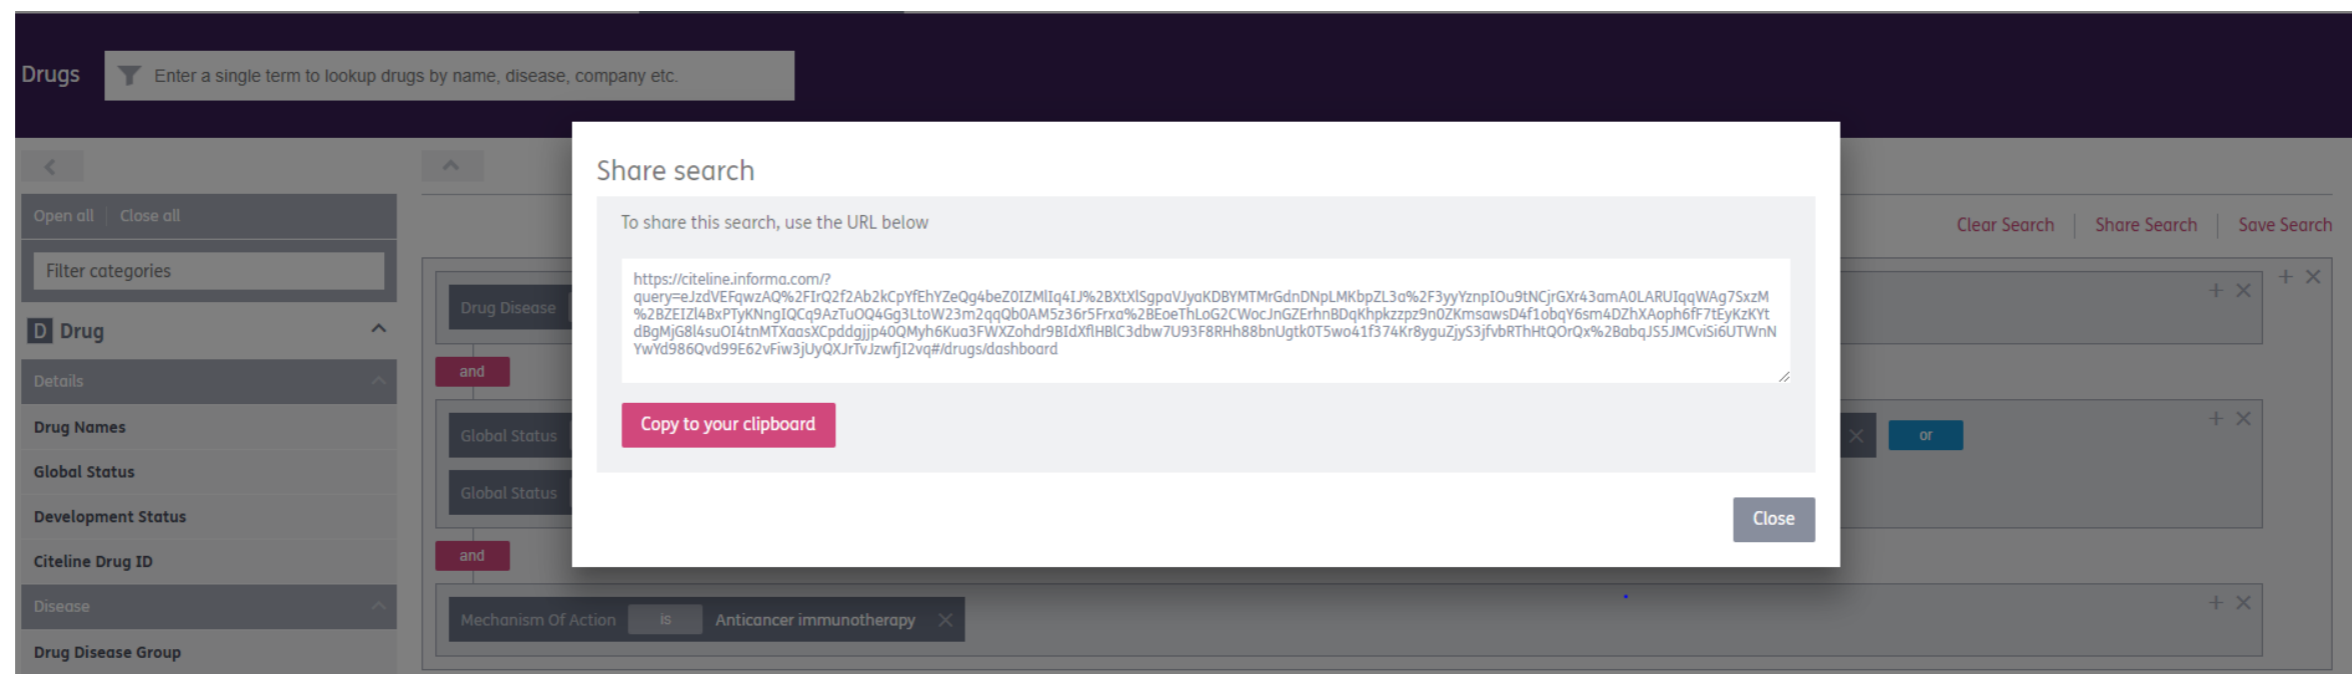 Drugs
Enter a single term to lookup drugs by name, disease, company etc.
Share search
To share this search, use the URL below
https://citeline.informa.com/?
Copy to your clipboard
Close
Clear Search | Share Search | Save Search
Open all | Close all
Filter categories
D Drug
Details
Drug Names
Global Status
Development Status
Citeline Drug ID
Disease
Drug Disease Group
Drug Disease
and
Global Status
or
Global Status
and
Mechanism Of Action is Anticancer immunotherapy